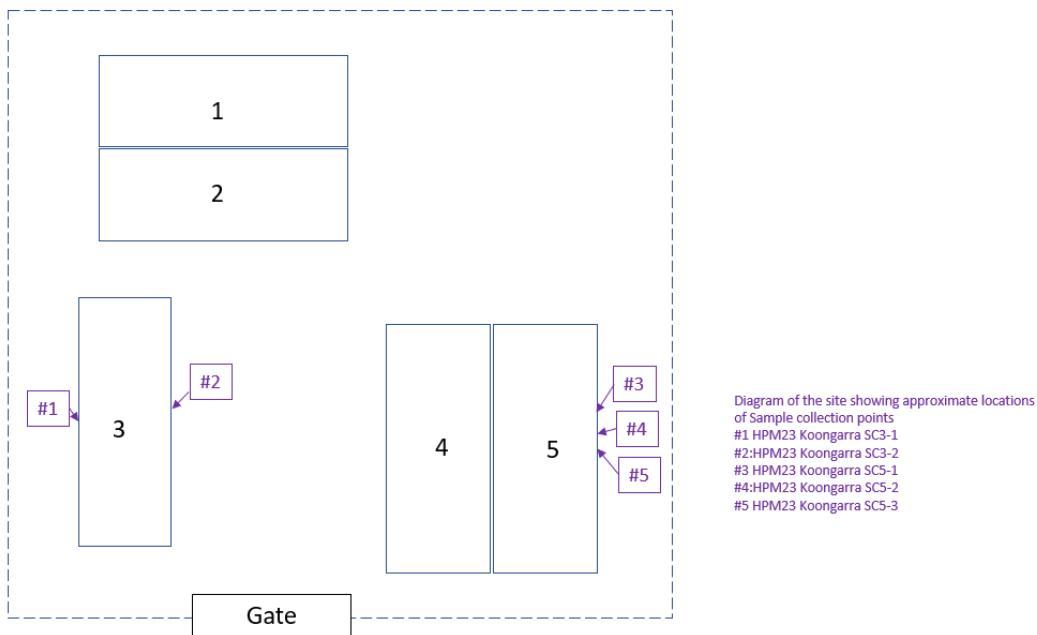 1
2
#1
3
#2
4
5
#3
#4
#5
Gate
Diagram of the site showing approximate locations
of Sample collection points
#1 HPM23 Koongarra SC3-1
#2:HPM23 Koongarra SC3-2
#3 HPM23 Koongarra SC5-1
#4:HPM23 Koongarra SC5-2
#5 HPM23 Koongarra SC5-3